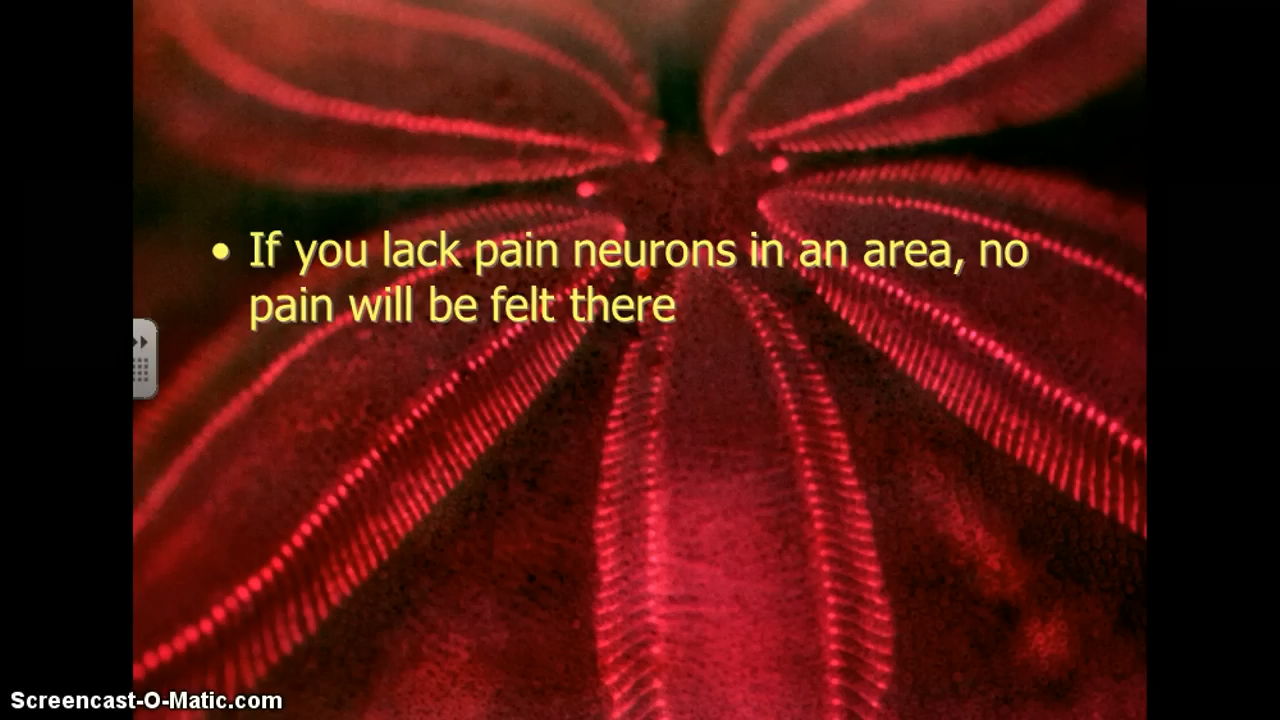 • If you lack pain neurons in an area, no
pain will be felt there
Screencast-O-Matic.com